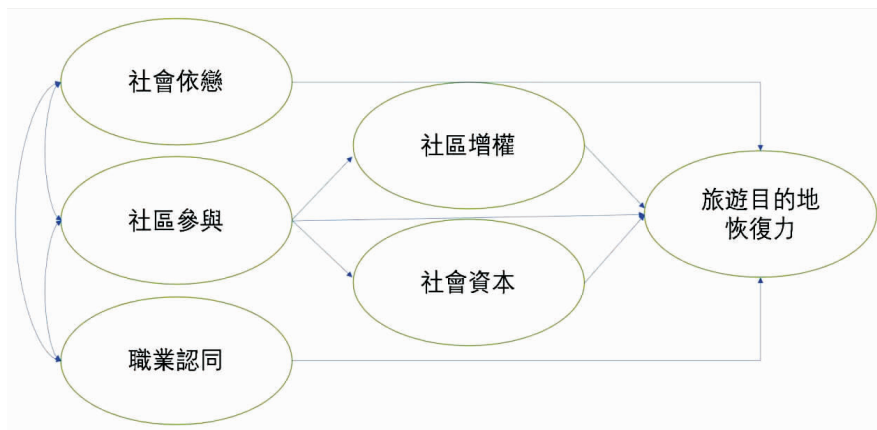 社會依戀
社區增權
社區參與
旅遊目的地
恢復力
社會資本
職業認同